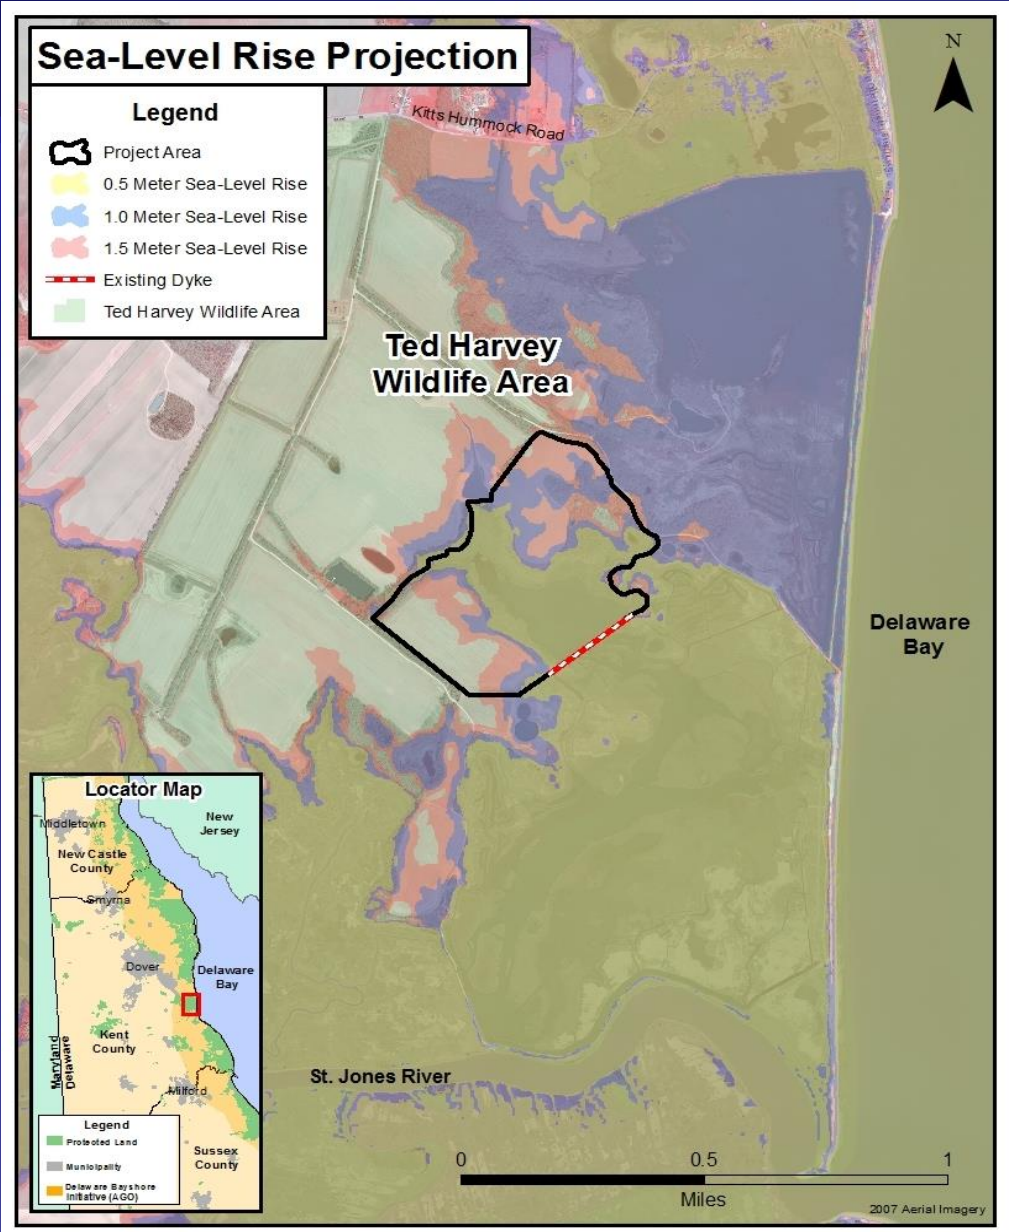 Sea-Level Rise Projection
N
Legend
Project Area
0.5 Meter Sea-Level Rise
1.0 Meter Sea-Level Rise
1.5 Meter Sea-Level Rise
Existing Dyke
Ted Harvey Wildlife Area
Kitts Hummock Road
Ted Harvey
Wildlife Area
Delaware
Bay
Locator Map
New
Jersey
Middletown
New Castle
County
Smyrna
Dover
Delaware
Bay
Kent
County
Maryland
Delaware
Milford
Sussex
County
Legend
Protected Land
Municipality
Delaware Bayshore
Initiative (AGO)
St. Jones River
0 0.5 1
Miles
2007 Aerial Imagery